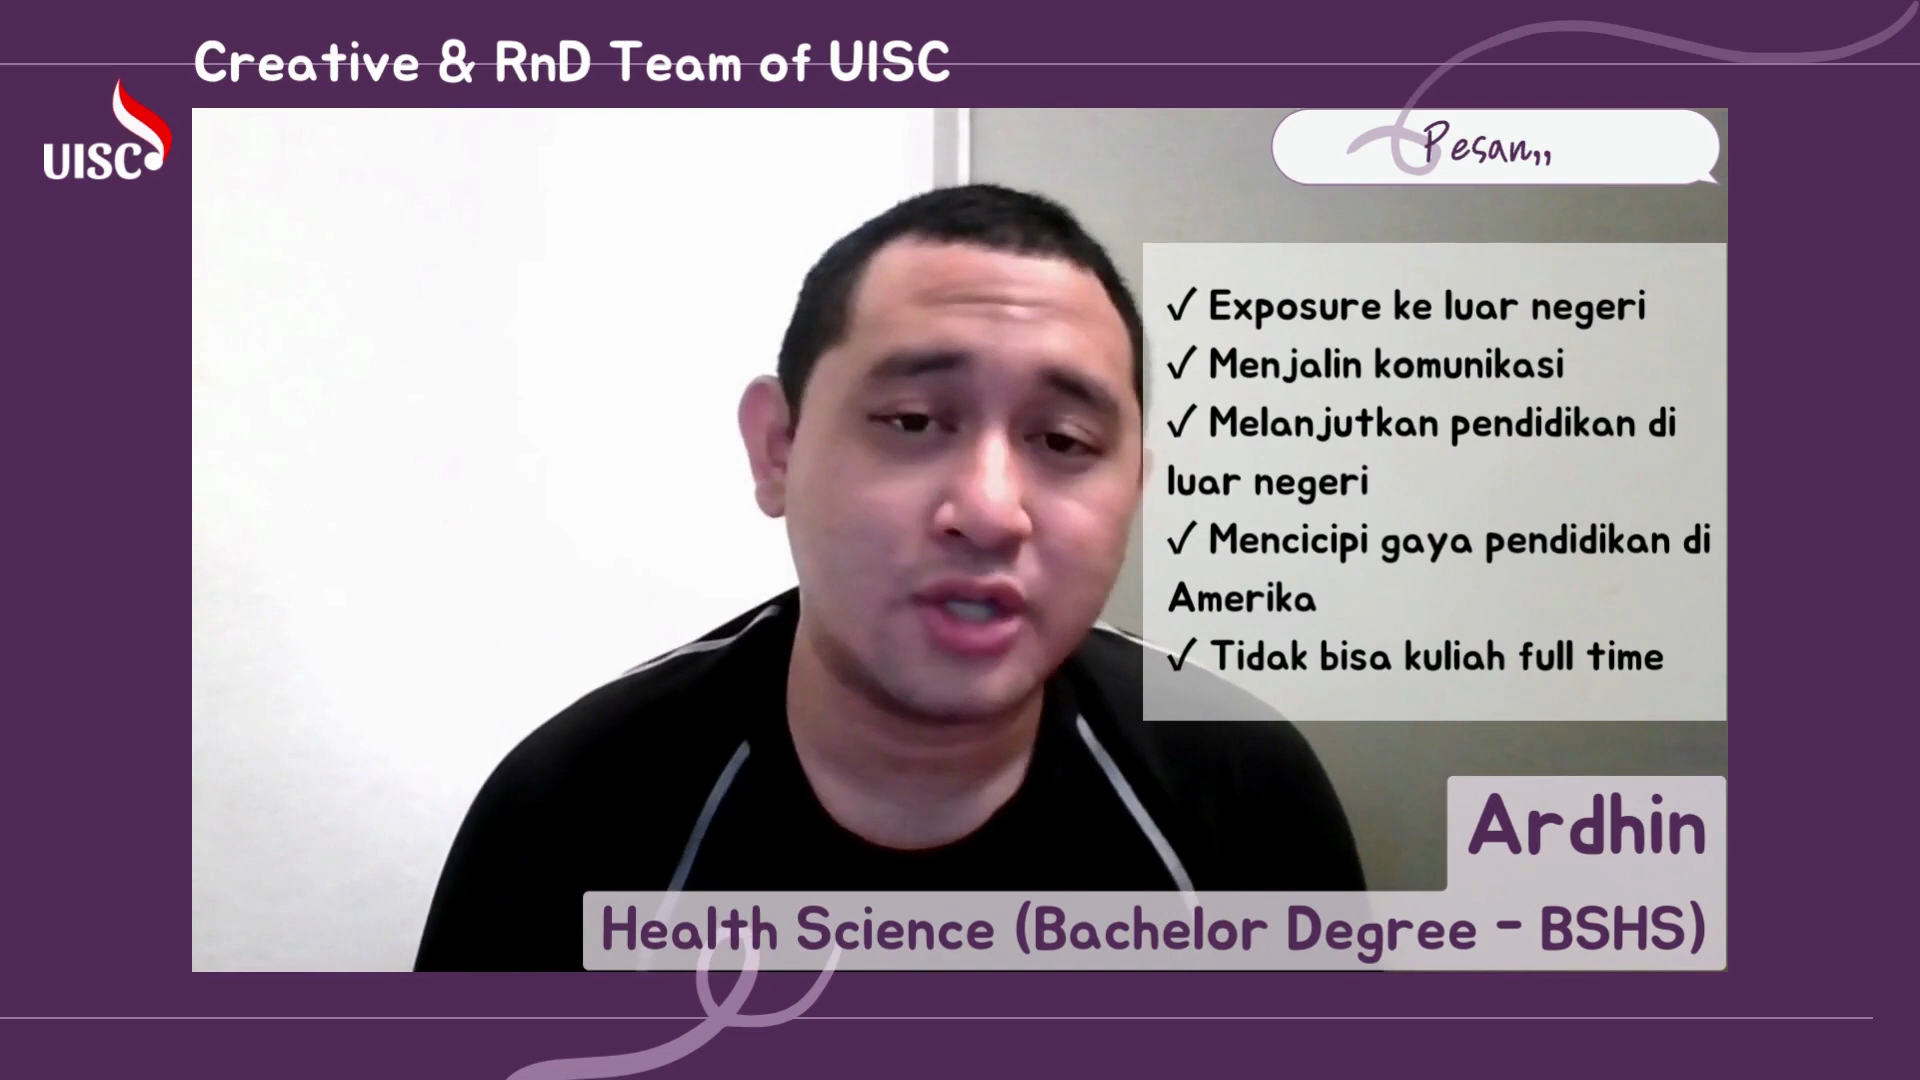 Creative & RnD Team of UISC
UISC
Pesan,,
✓ Exposure ke luar negeri
✓ Menjalin komunikasi
✓ Melanjutkan pendidikan di
luar negeri
✓ Mencicipi gaya pendidikan di
Amerika
✓ Tidak bisa kuliah full time
Ardhin
Health Science (Bachelor Degree - BSHS)